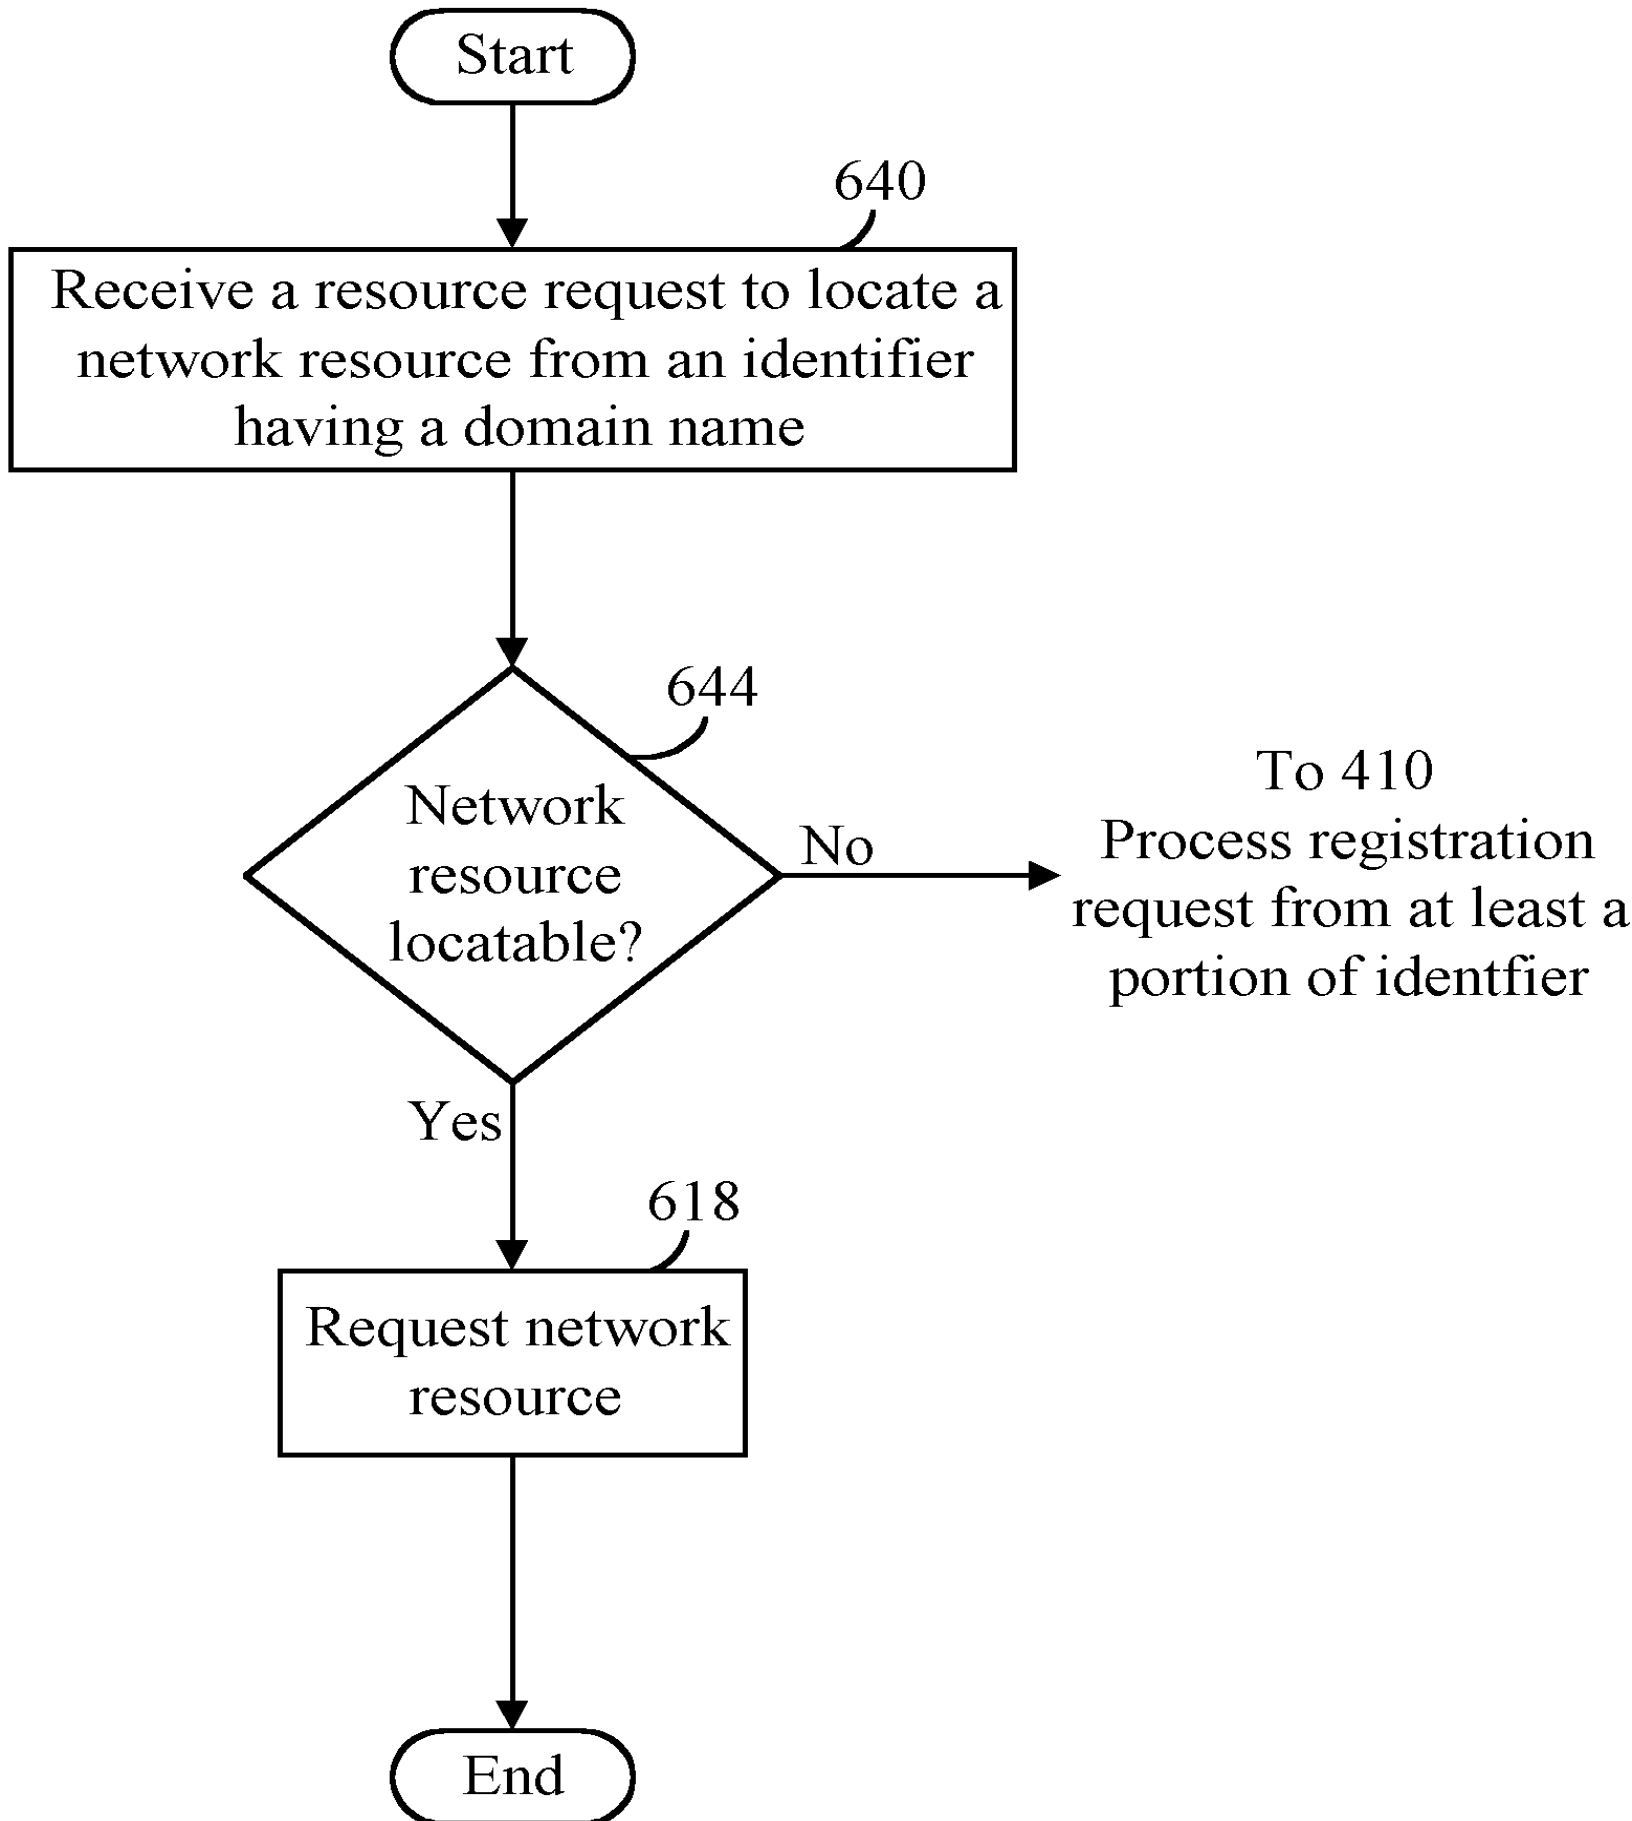 Start
640
Receive a resource request to locate a
network resource from an identifier
having a domain name
644
Network
resource
locatable?
No
To 410
Process registration
request from at least a
portion of identfier
Yes
618
Request network
resource
End